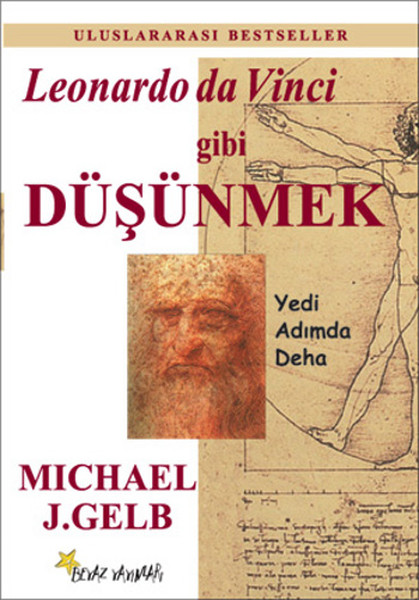 ULUSLARARASI BESTSELLER
Leonardo da Vinci
gibi
DÜŞÜNMEK
Yedi
Adımda
Deha
MICHAEL
J.GELB
BEYAZ YAYINLARI